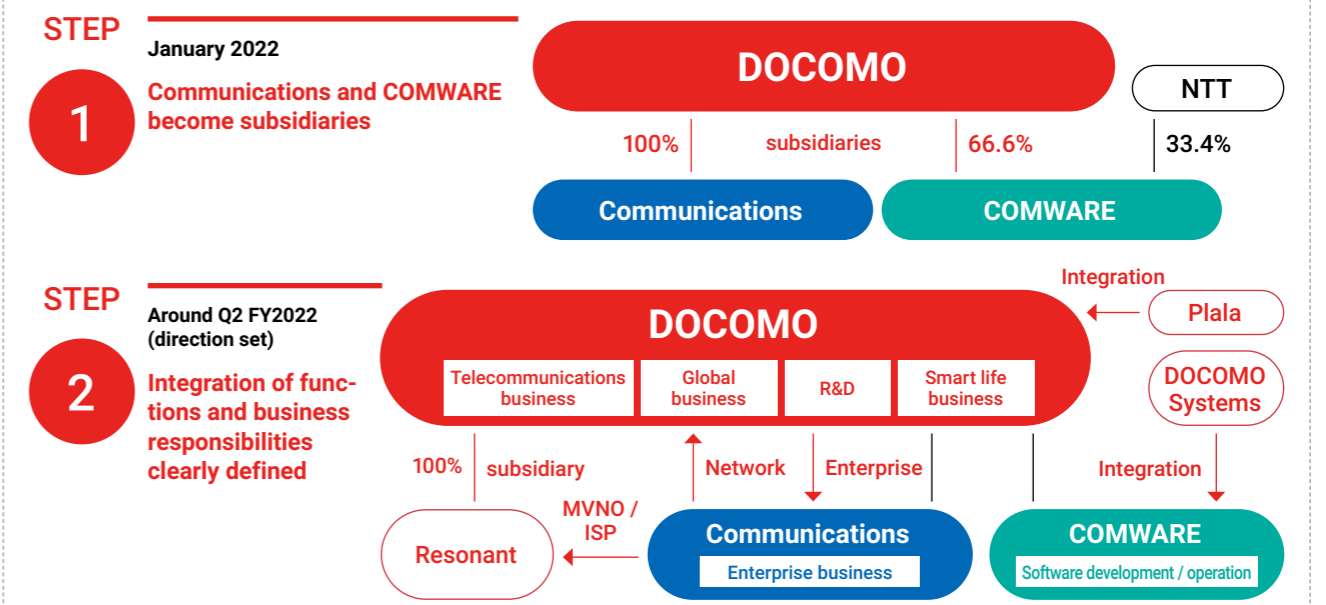 STEP
1
January 2022
Communications and COMWARE
become subsidiaries
DOCOMO
NTT
100%
subsidiaries
66.6%
33.4%
Communications
COMWARE
STEP
2
Around Q2 FY2022
(direction set)
Integration of func-
tions and business
responsibilities
clearly defined
DOCOMO
Telecommunications
business
Global
business
R&D
Smart life
business
Integration
Plala
DOCOMO
Systems
100%
subsidiary
Network
Enterprise
Integration
MVNO /
ISP
Resonant
Communications
Enterprise business
COMWARE
Software development / operation